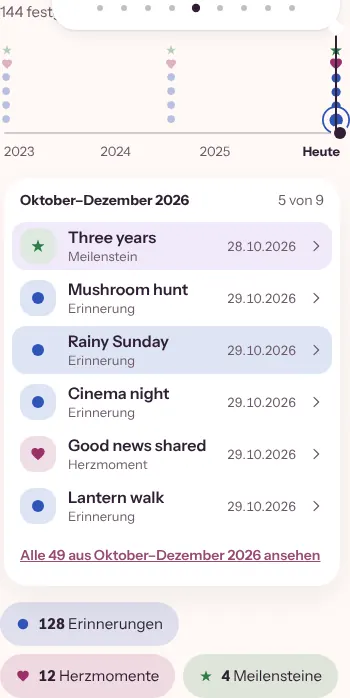 144 fest
2023 2024 2025 Heute
Oktober–Dezember 2026 5 von 9
Three years
Meilenstein
28.10.2026
Mushroom hunt
Erinnerung
29.10.2026
Rainy Sunday
Erinnerung
29.10.2026
Cinema night
Erinnerung
29.10.2026
Good news shared
Herzmoment
29.10.2026
Lantern walk
Erinnerung
29.10.2026
Alle 49 aus Oktober–Dezember 2026 ansehen
128 Erinnerungen
12 Herzmomente
4 Meilensteine